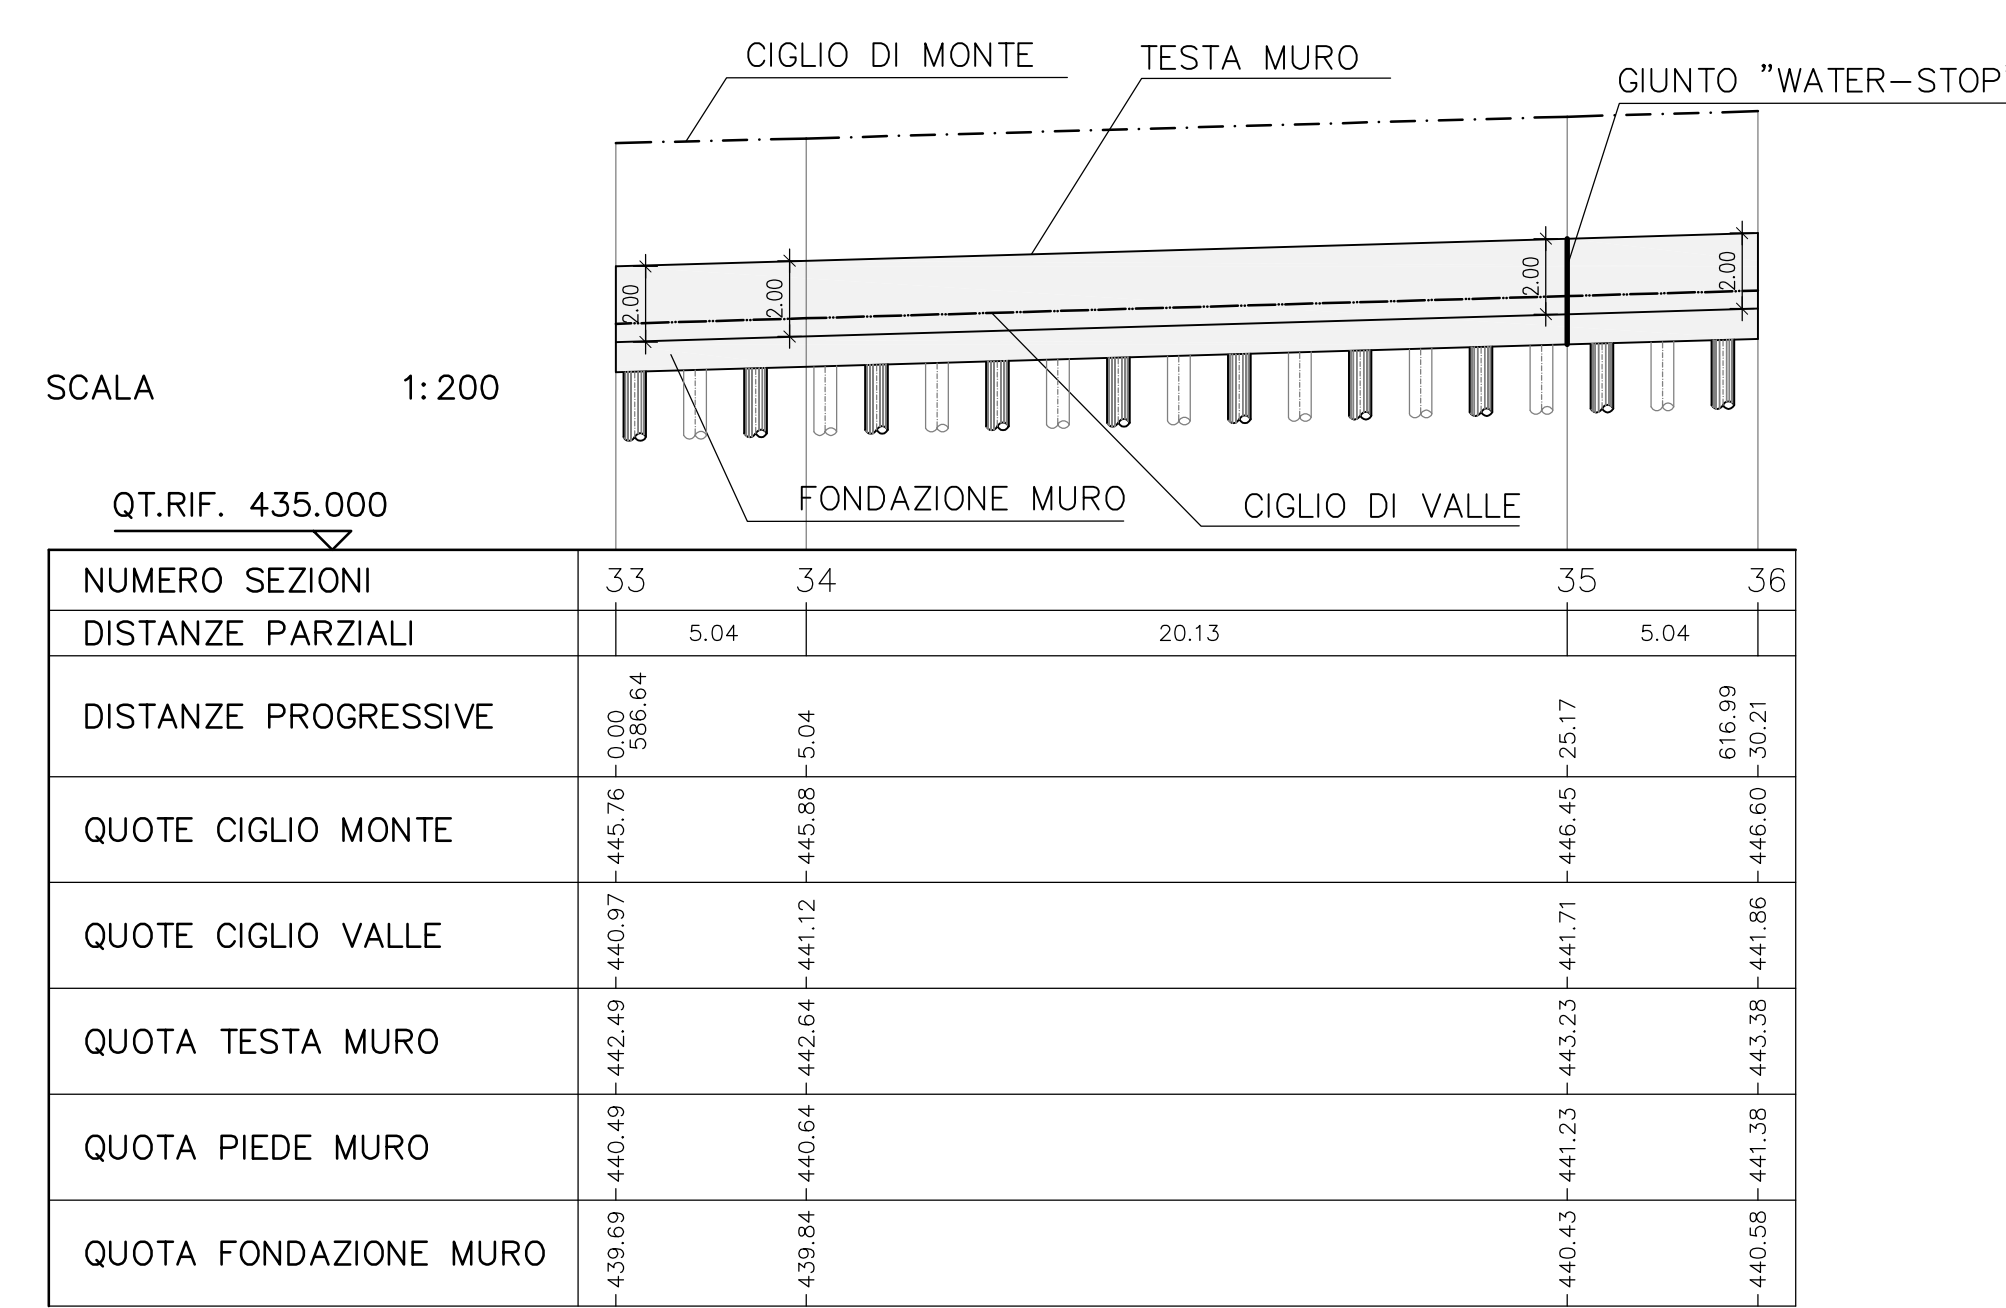 CIGLIO DI MONTE
TESTA MURO
GIUNTO "WATER-STOP"
2.00
2.00
2.00
2.00
SCALA 1:200
FONDAZIONE MURO
CIGLIO DI VALLE
QT.RIF. 435.000
NUMERO SEZIONI 33 34 35 36
DISTANZE PARZIALI 5.04 20.13 5.04
DISTANZE PROGRESSIVE 0.00 586.64 5.04 25.17 616.99 30.21
QUOTE CIGLIO MONTE 445.76 445.88 446.45 446.60
QUOTE CIGLIO VALLE 440.97 441.12 441.71 441.86
QUOTA TESTA MURO 442.49 442.64 443.23 443.38
QUOTA PIEDE MURO 440.49 440.64 441.23 441.38
QUOTA FONDAZIONE MURO 439.69 439.84 440.43 440.58